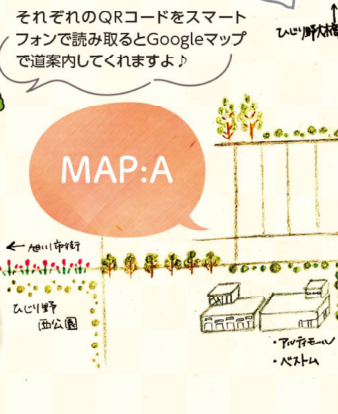 それぞれのQRコードをスマート
フォンで読み取るとGoogleマップ
で道案内してくれますよ♪
ひじり野大橋
MAP:A
← 旭川市街
ひじり野
西公園
・アルティモール
・ベストム